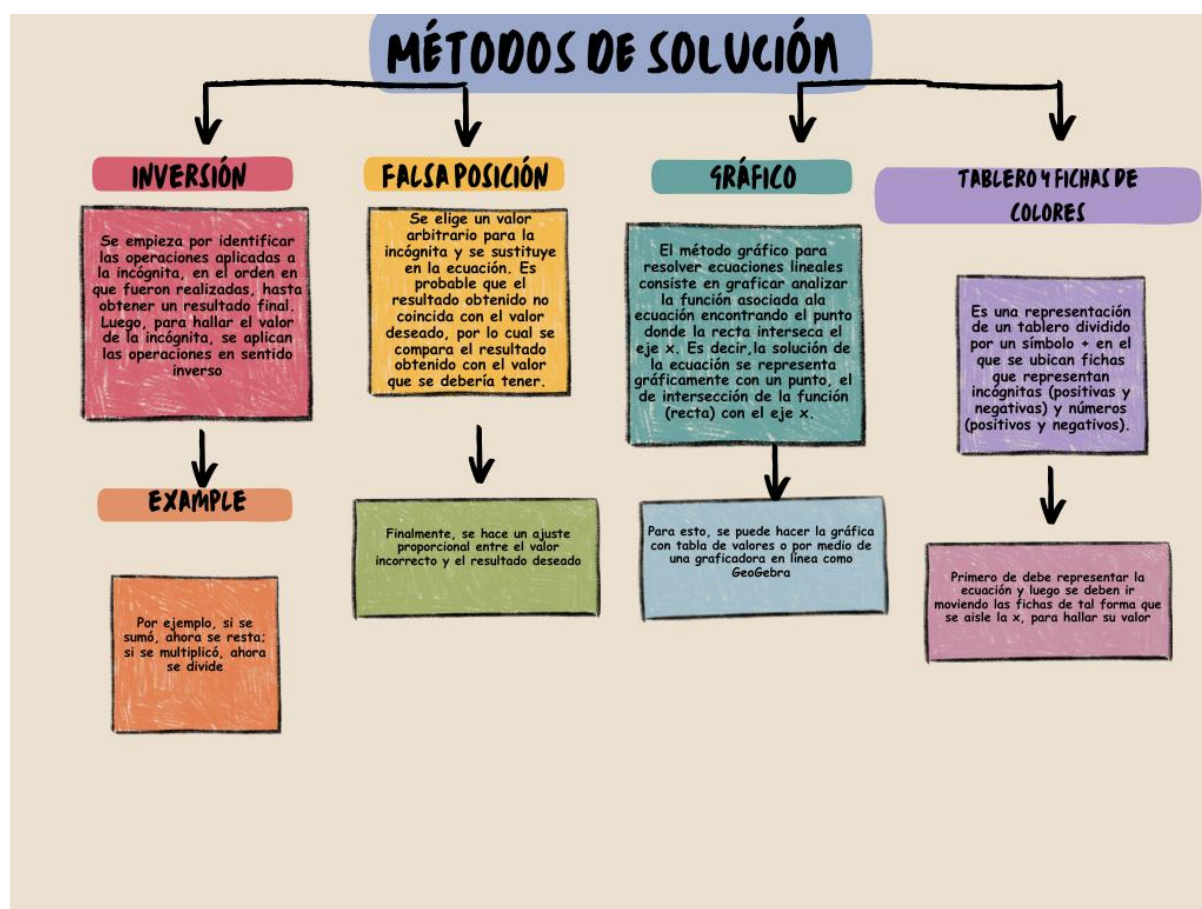 MÉTODOS DE SOLUCIÓN
INVERSIÓN
Se empieza por identificar
las operaciones aplicadas a
la incógnita, en el orden en
que fueron realizadas, hasta
obtener un resultado final.
Luego, para hallar el valor
de la incógnita, se aplican
las operaciones en sentido
inverso
EXAMPLE
Por ejemplo, si se
sumó, ahora se resta;
si se multiplicó, ahora
se divide
FALSA POSICIÓN
Se elige un valor
arbitrario para la
incógnita y se sustituye
en la ecuación. Es
probable que el
resultado obtenido no
coincida con el valor
deseado, por lo cual se
compara el resultado
obtenido con el valor
que se debería tener.
Finalmente, se hace un ajuste
proporcional entre el valor
incorrecto y el resultado deseado
GRÁFICO
El método gráfico para
resolver ecuaciones lineales
consiste en graficar analizar
la función asociada ala
ecuación encontrando el punto
donde la recta interseca el
eje x. Es decir,la solución de
la ecuación se representa
gráficamente con un punto, el
de intersección de la función
(recta) con el eje x.
Para esto, se puede hacer la gráfica
con tabla de valores o por medio de
una graficadora en línea como
GeoGebra
TABLERO Y FICHAS DE
COLORES
Es una representación
de un tablero dividido
por un símbolo + en el
que se ubican fichas
que representan
incógnitas (positivas y
negativas) y números
(positivos y negativos).
Primero de debe representar la
ecuación y luego se deben ir
moviendo las fichas de tal forma que
se aisle la x, para hallar su valor